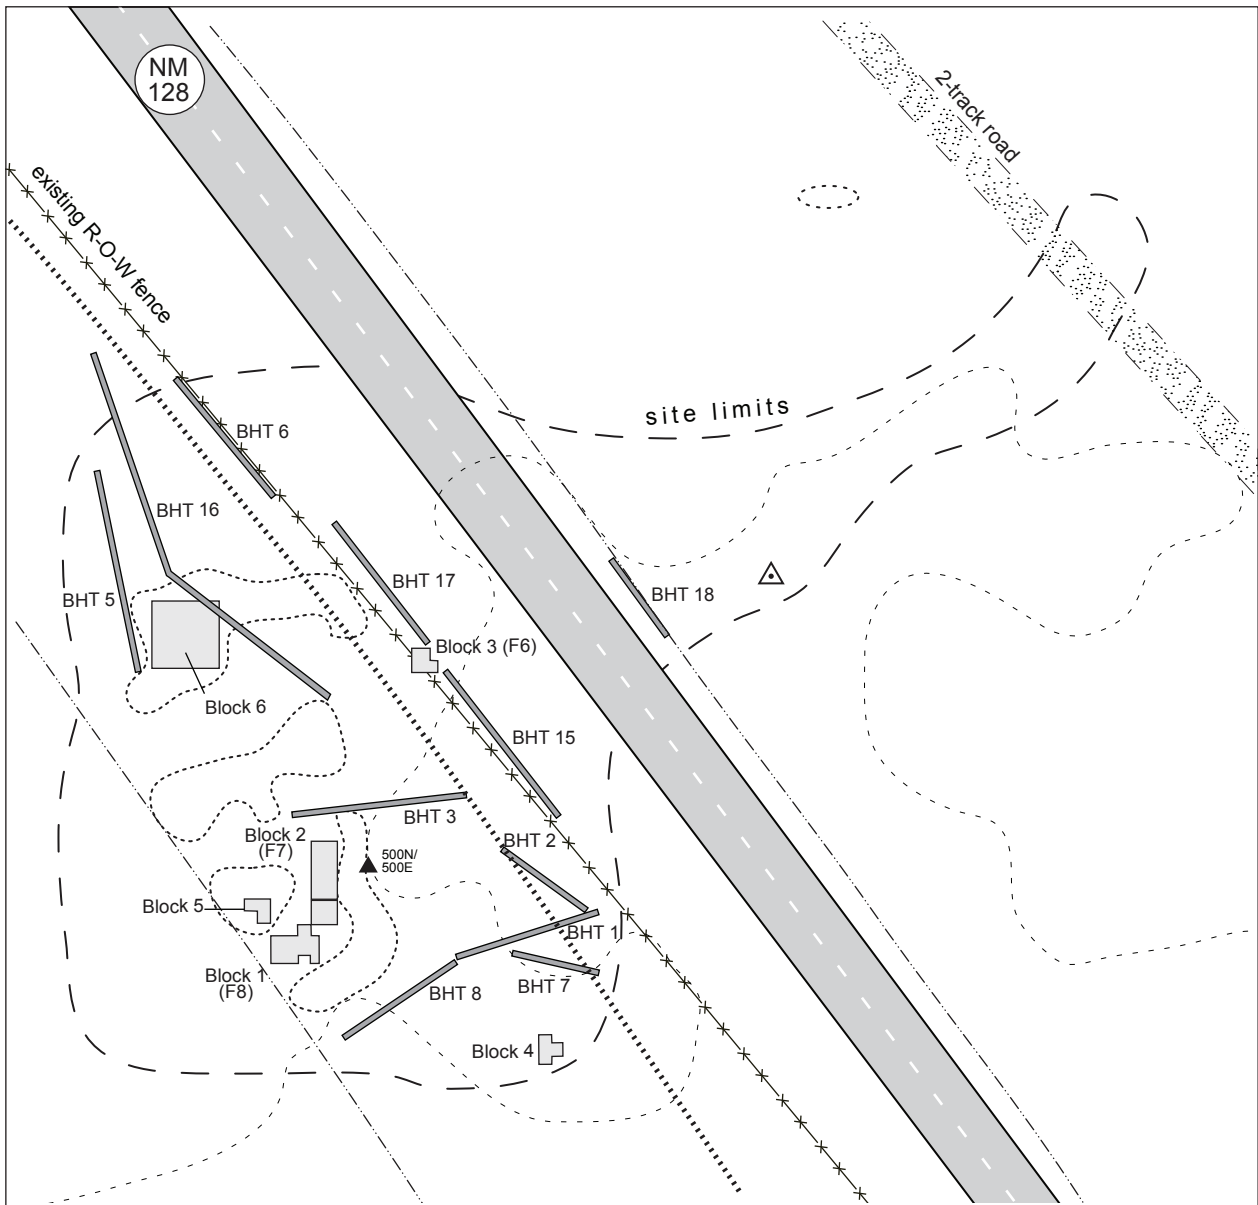 NM
128
2-track road
existing R-O-W fence
site limits
BHT 6
BHT 16
BHT 17
BHT 5
BHT 18
Block 3 (F6)
Block 6
BHT 15
BHT 3
Block 2
(F7)
BHT 2
500N/
500E
Block 5
BHT 1
Block 1
(F8)
BHT 8
BHT 7
Block 4